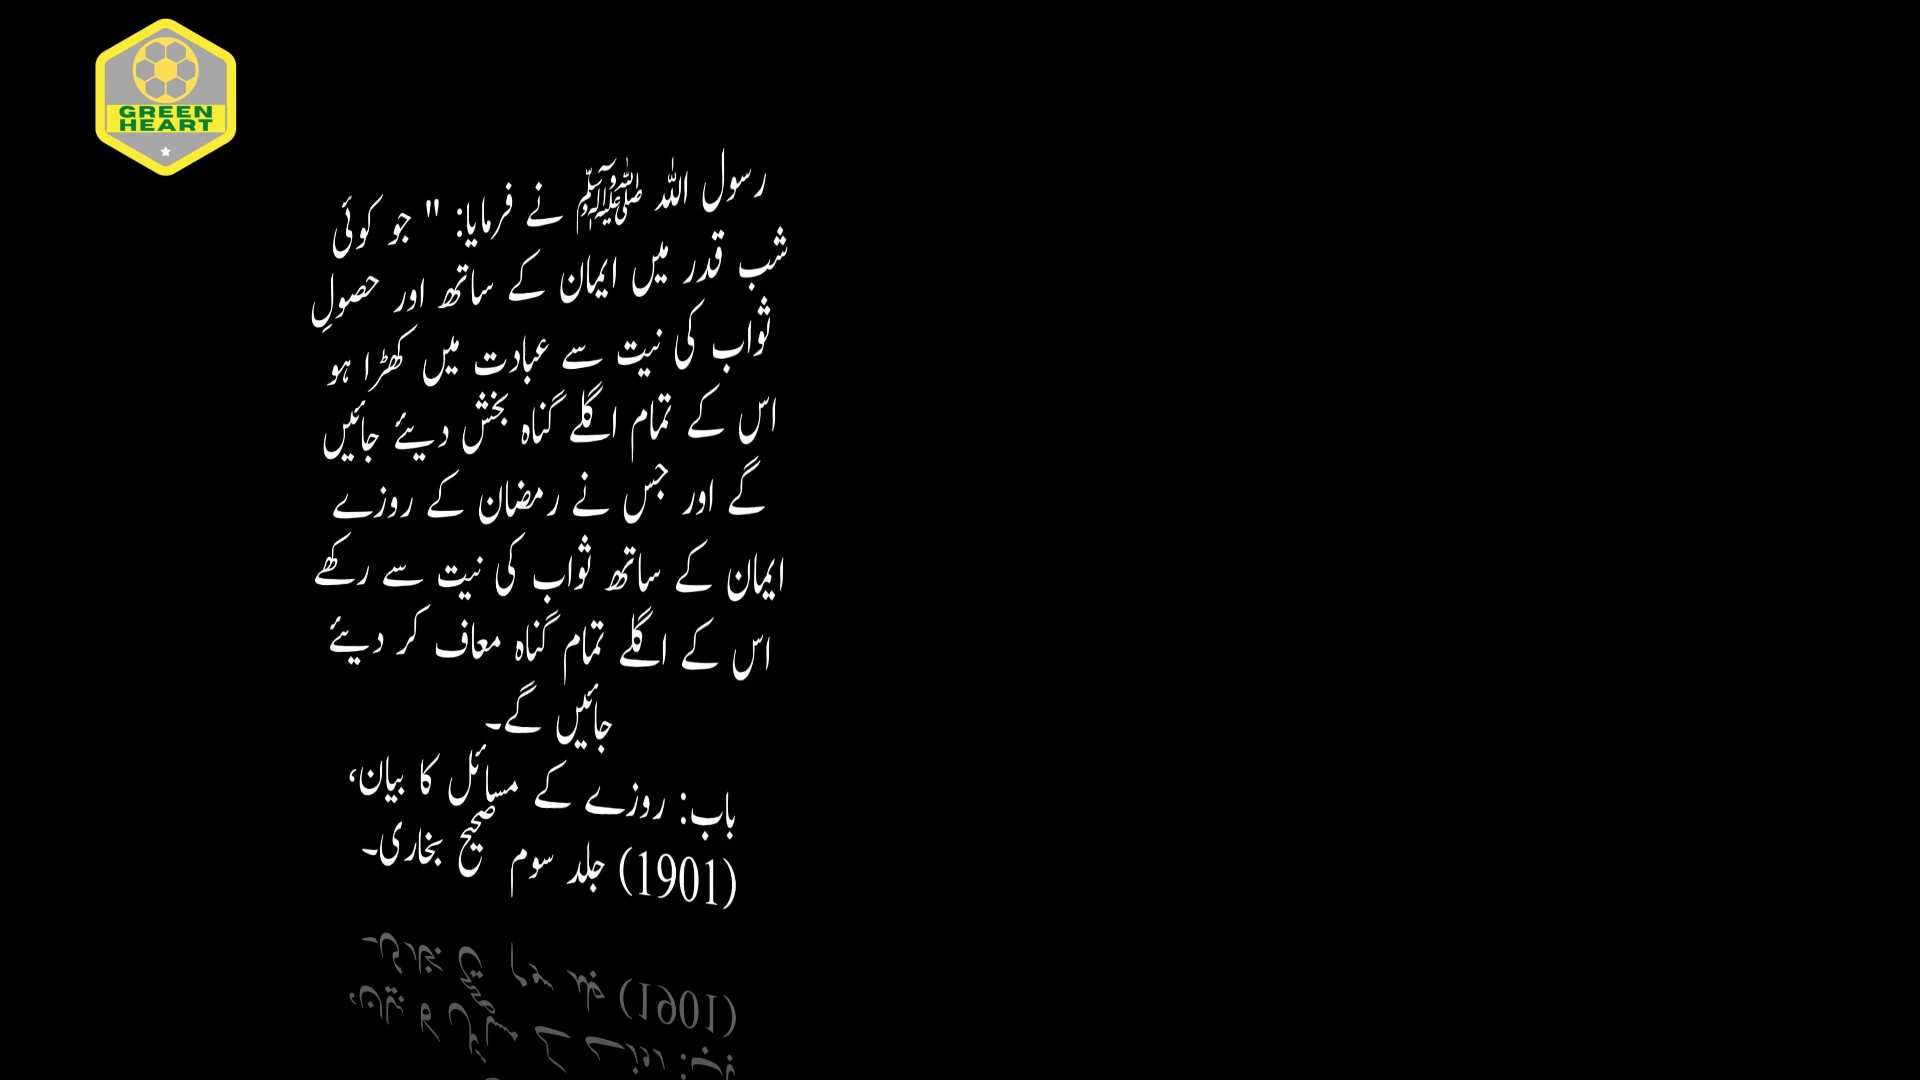 GREEN
HEART
رسول اللہ ﷺ نے فرمایا: " جو کوئی
شب قدر میں ایمان کے ساتھ اور حصولِ
ثواب کی نیت سے عبادت میں کھڑا ہو
اس کے تمام اگلے گناہ بخش دیئے جائیں
گے اور جس نے رمضان کے روزے
ایمان کے ساتھ ثواب کی نیت سے رکھے
اس کے اگلے تمام گناہ معاف کر دیئے
جائیں گے۔
باب: روزے کے مسائل کا بیان،
(1901) جلد سوم صحیح بخاری۔